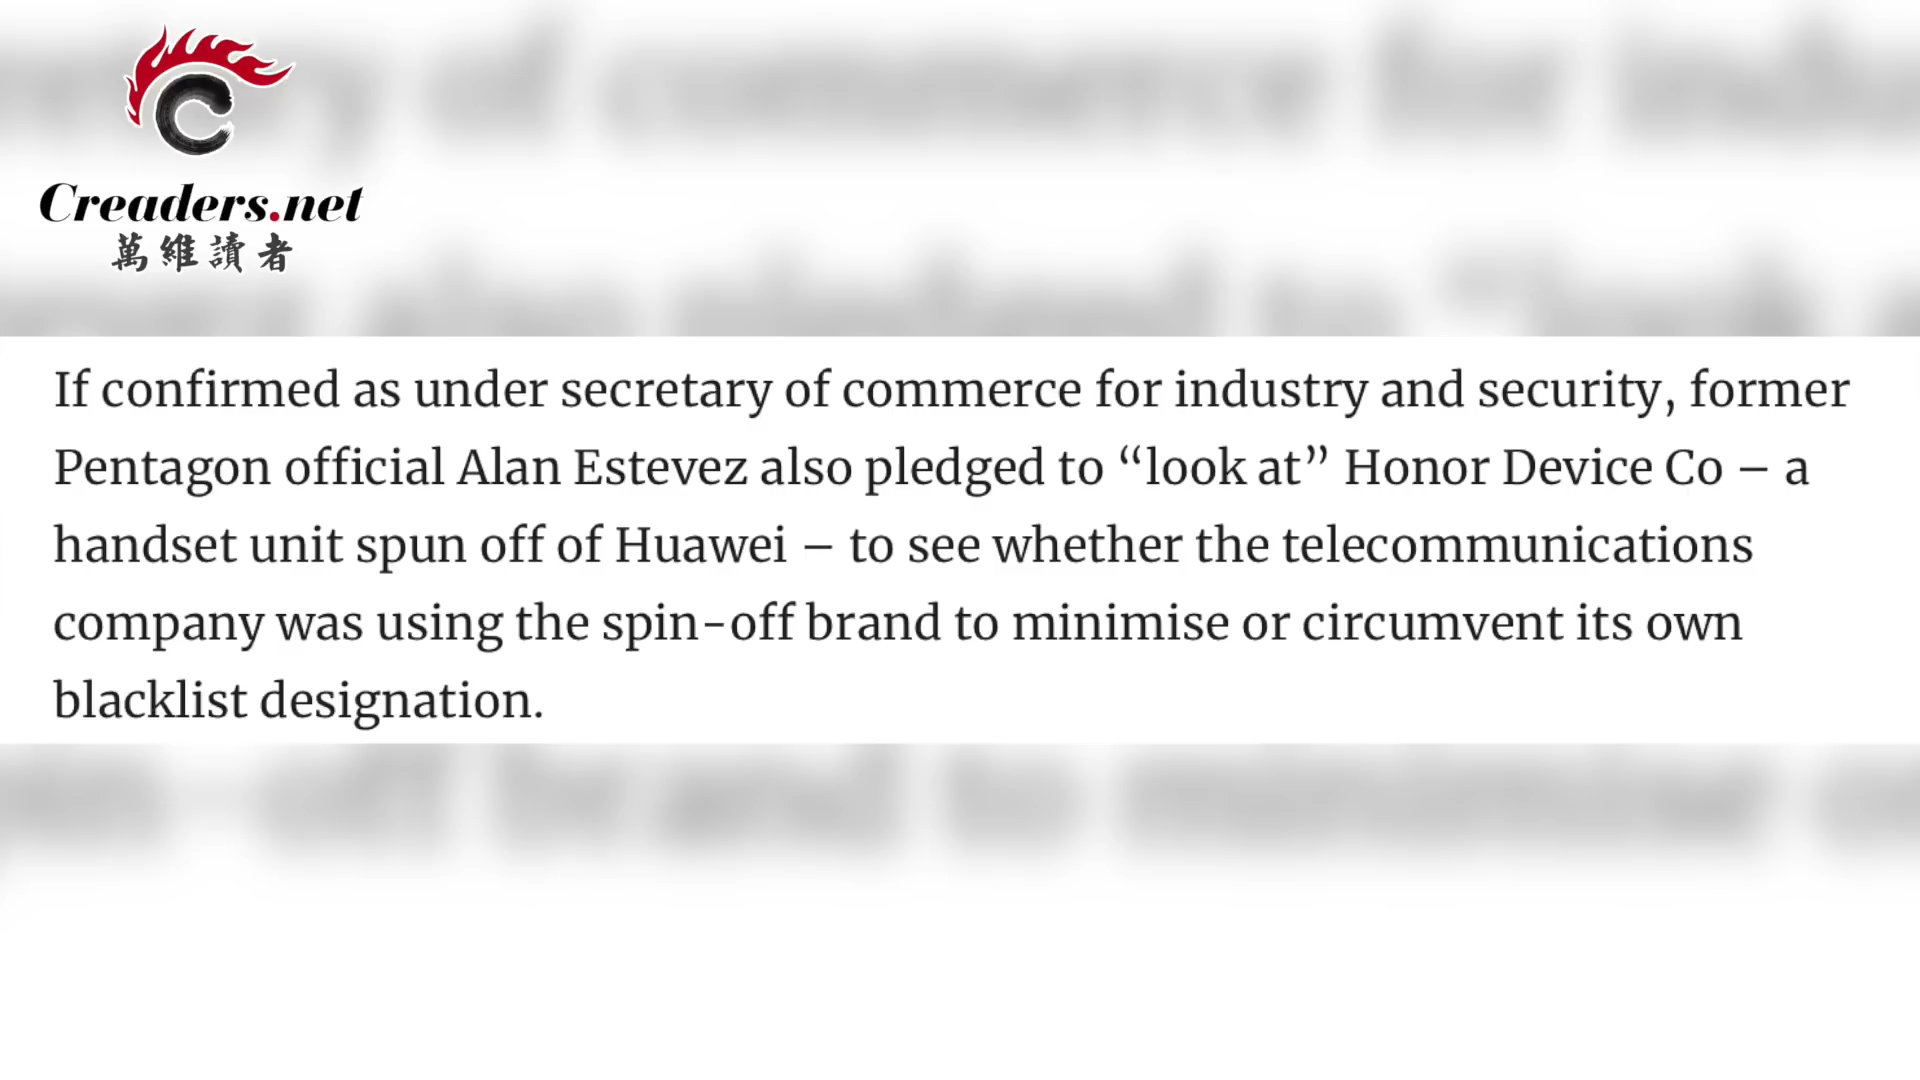 Creaders.net
萬維讀者
If confirmed as under secretary of commerce for industry and security, former
Pentagon official Alan Estevez also pledged to “look at” Honor Device Co – a
handset unit spun off of Huawei – to see whether the telecommunications
company was using the spin-off brand to minimise or circumvent its own
blacklist designation.